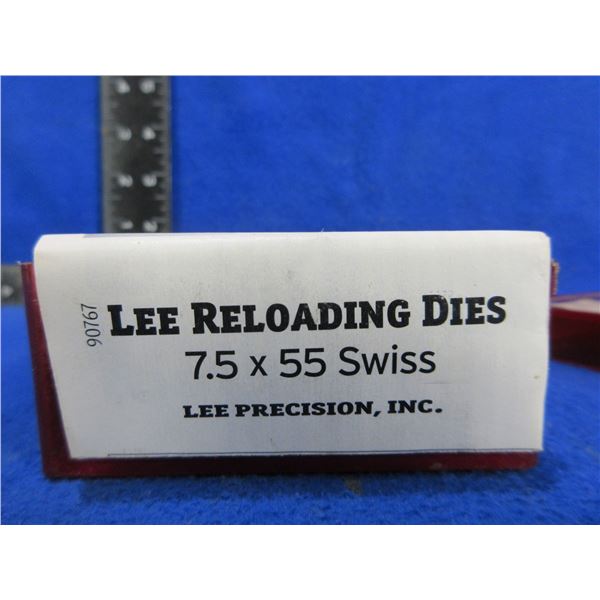 90767
LEE RELOADING DIES
7.5 x 55 Swiss
LEE PRECISION, INC.